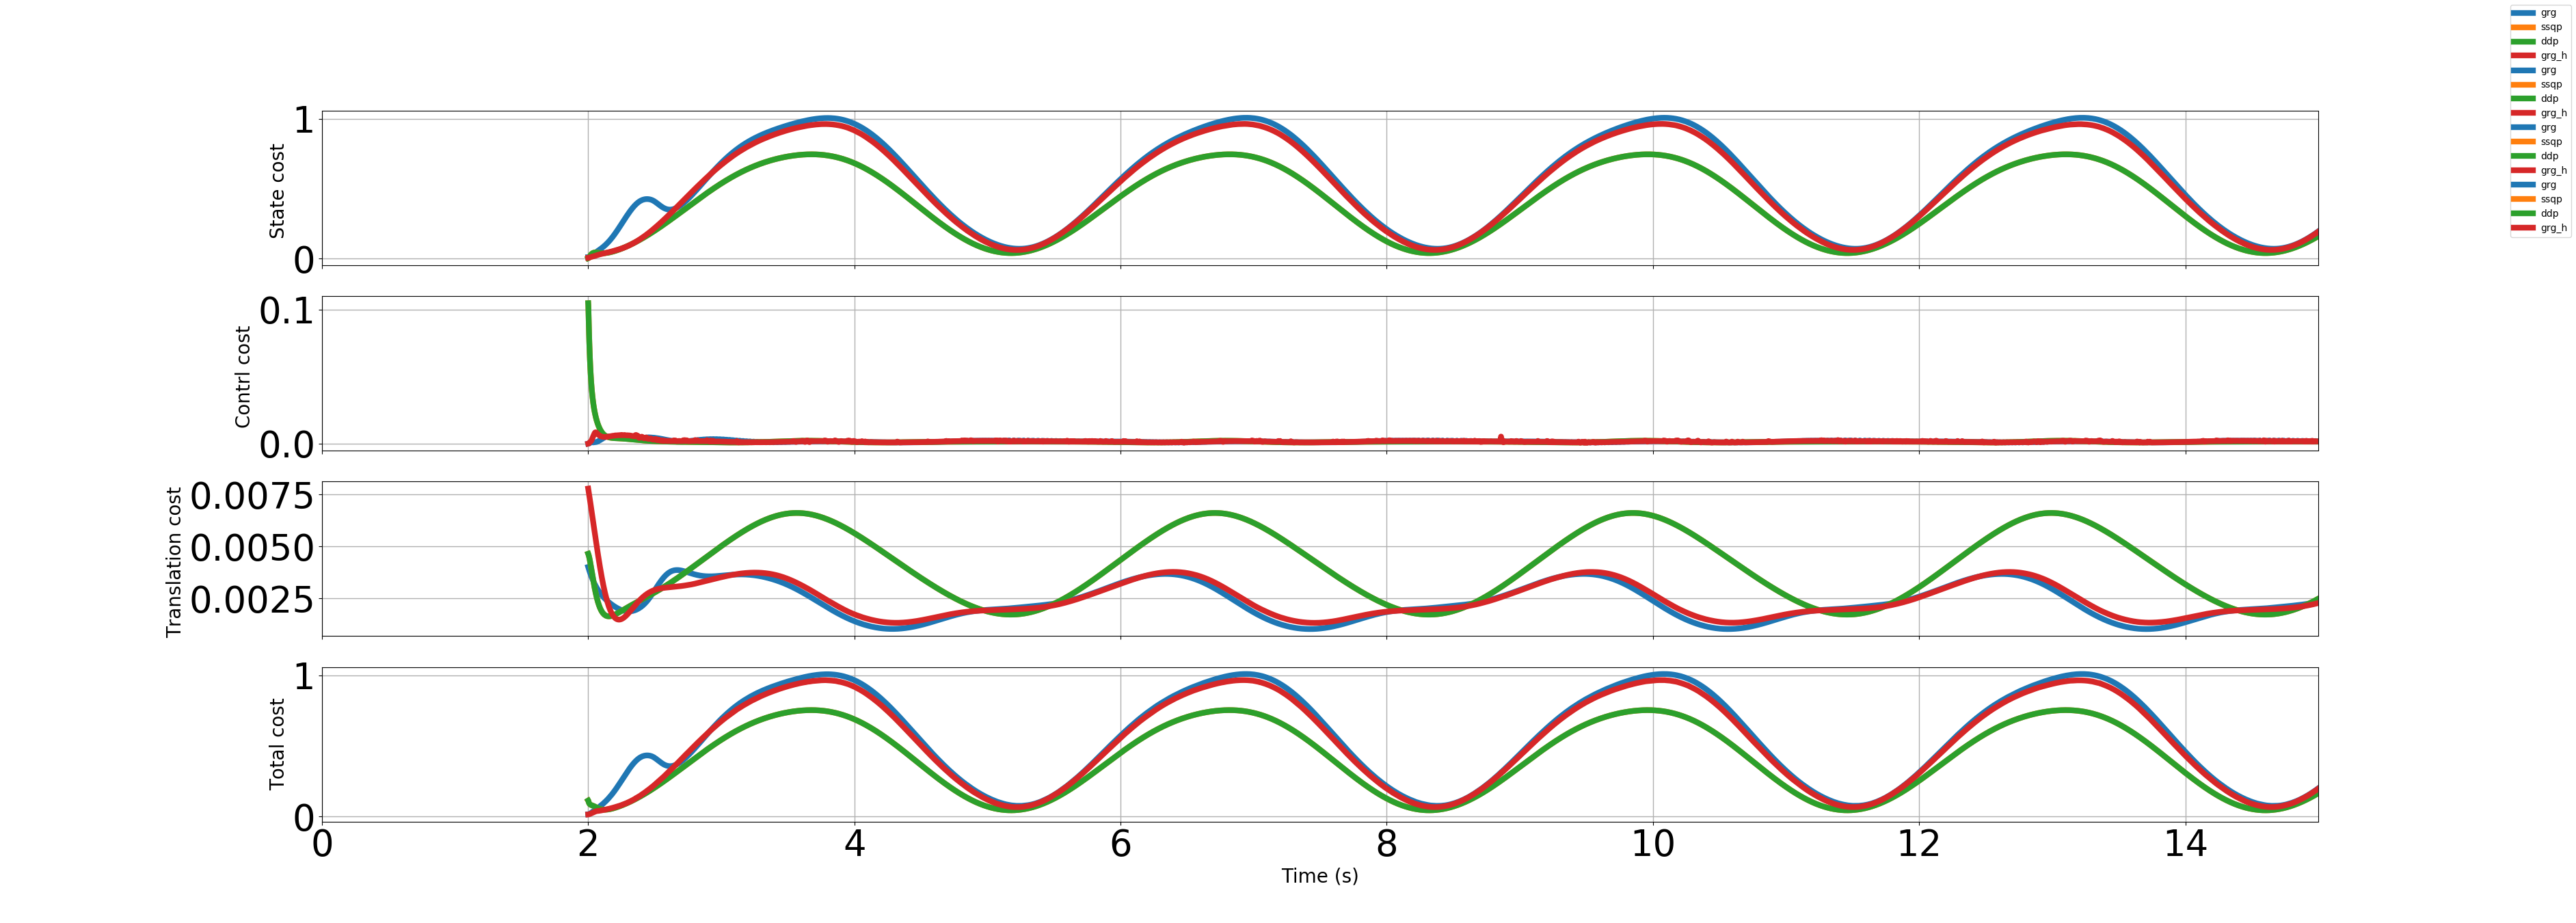 grg
ssqp
ddp
grg_h
grg
ssqp
ddp
grg_h
grg
ssqp
ddp
grg_h
grg
ssqp
ddp
grg_h
1
0
State cost
0.1
0.0
Contrl cost
0.0075
0.0050
0.0025
Translation cost
1
0
Total cost
0 2 4 6 8 10 12 14
Time (s)